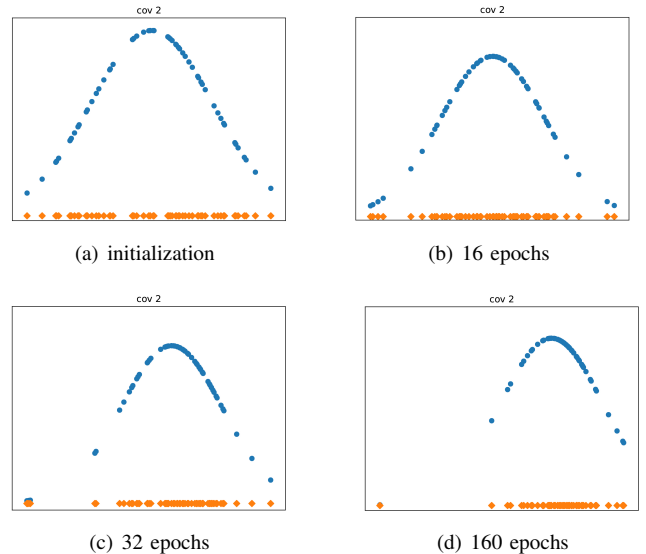 cov 2
cov 2
(a) initialization
(b) 16 epochs
cov 2
cov 2
(c) 32 epochs
(d) 160 epochs